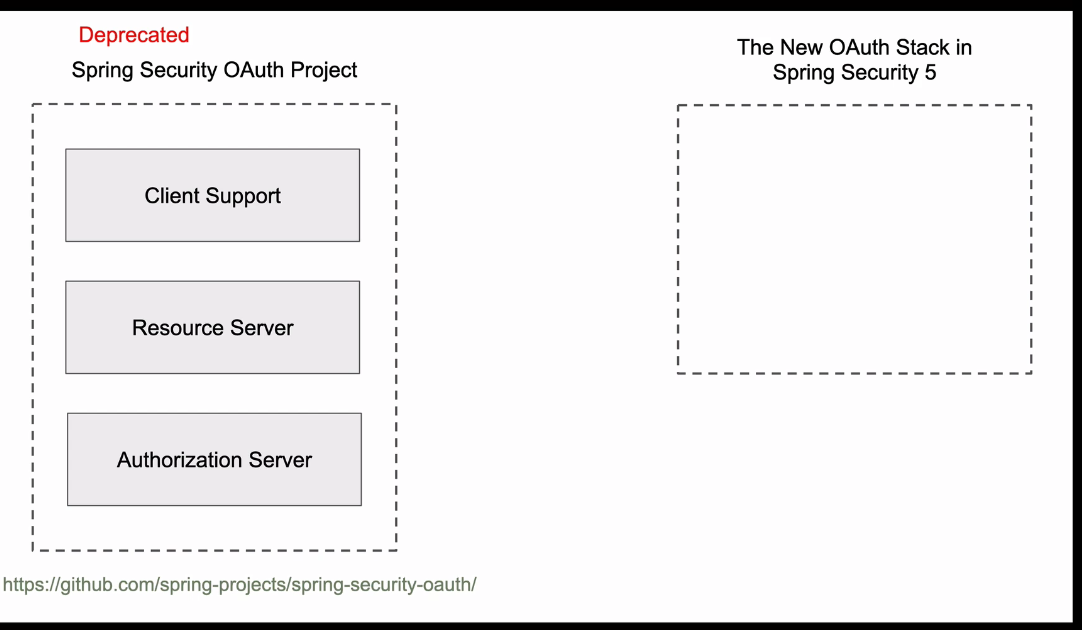 Deprecated
Spring Security OAuth Project
Client Support
Resource Server
Authorization Server
https://github.com/spring-projects/spring-security-oauth/
The New OAuth Stack in
Spring Security 5